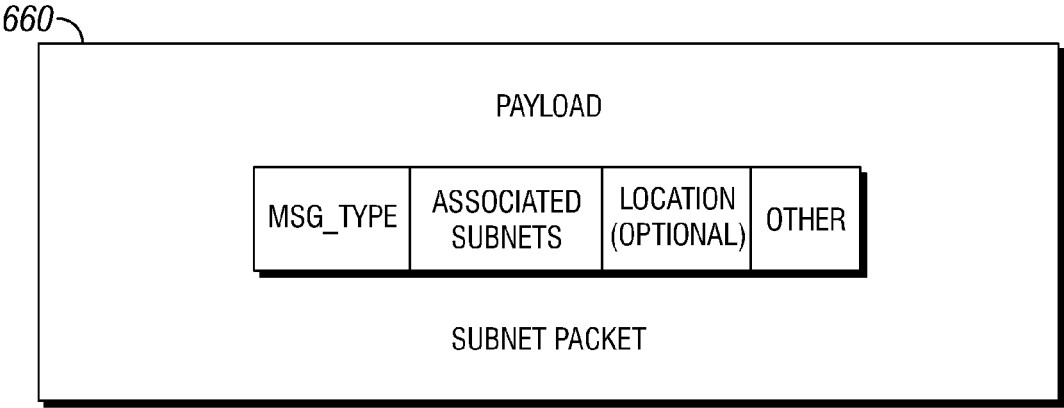 660
PAYLOAD
MSG_TYPE
ASSOCIATED
SUBNETS
LOCATION
(OPTIONAL)
OTHER
SUBNET PACKET